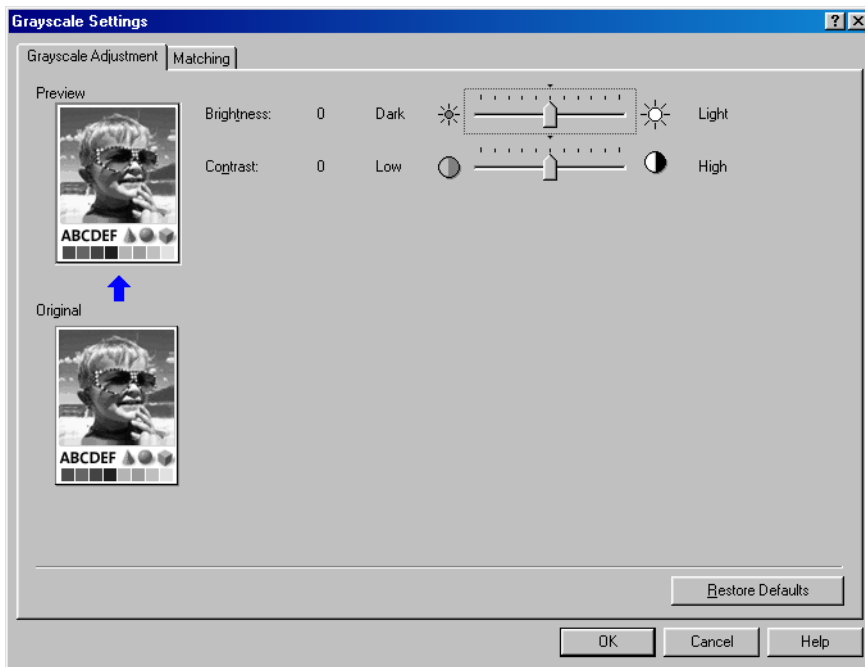 Grayscale Settings
Grayscale Adjustment
Matching
Preview
Brightness: 0 Dark Light
Contrast: 0 Low High
ABCDEF
Original
ABCDEF
Restore Defaults
OK Cancel Help